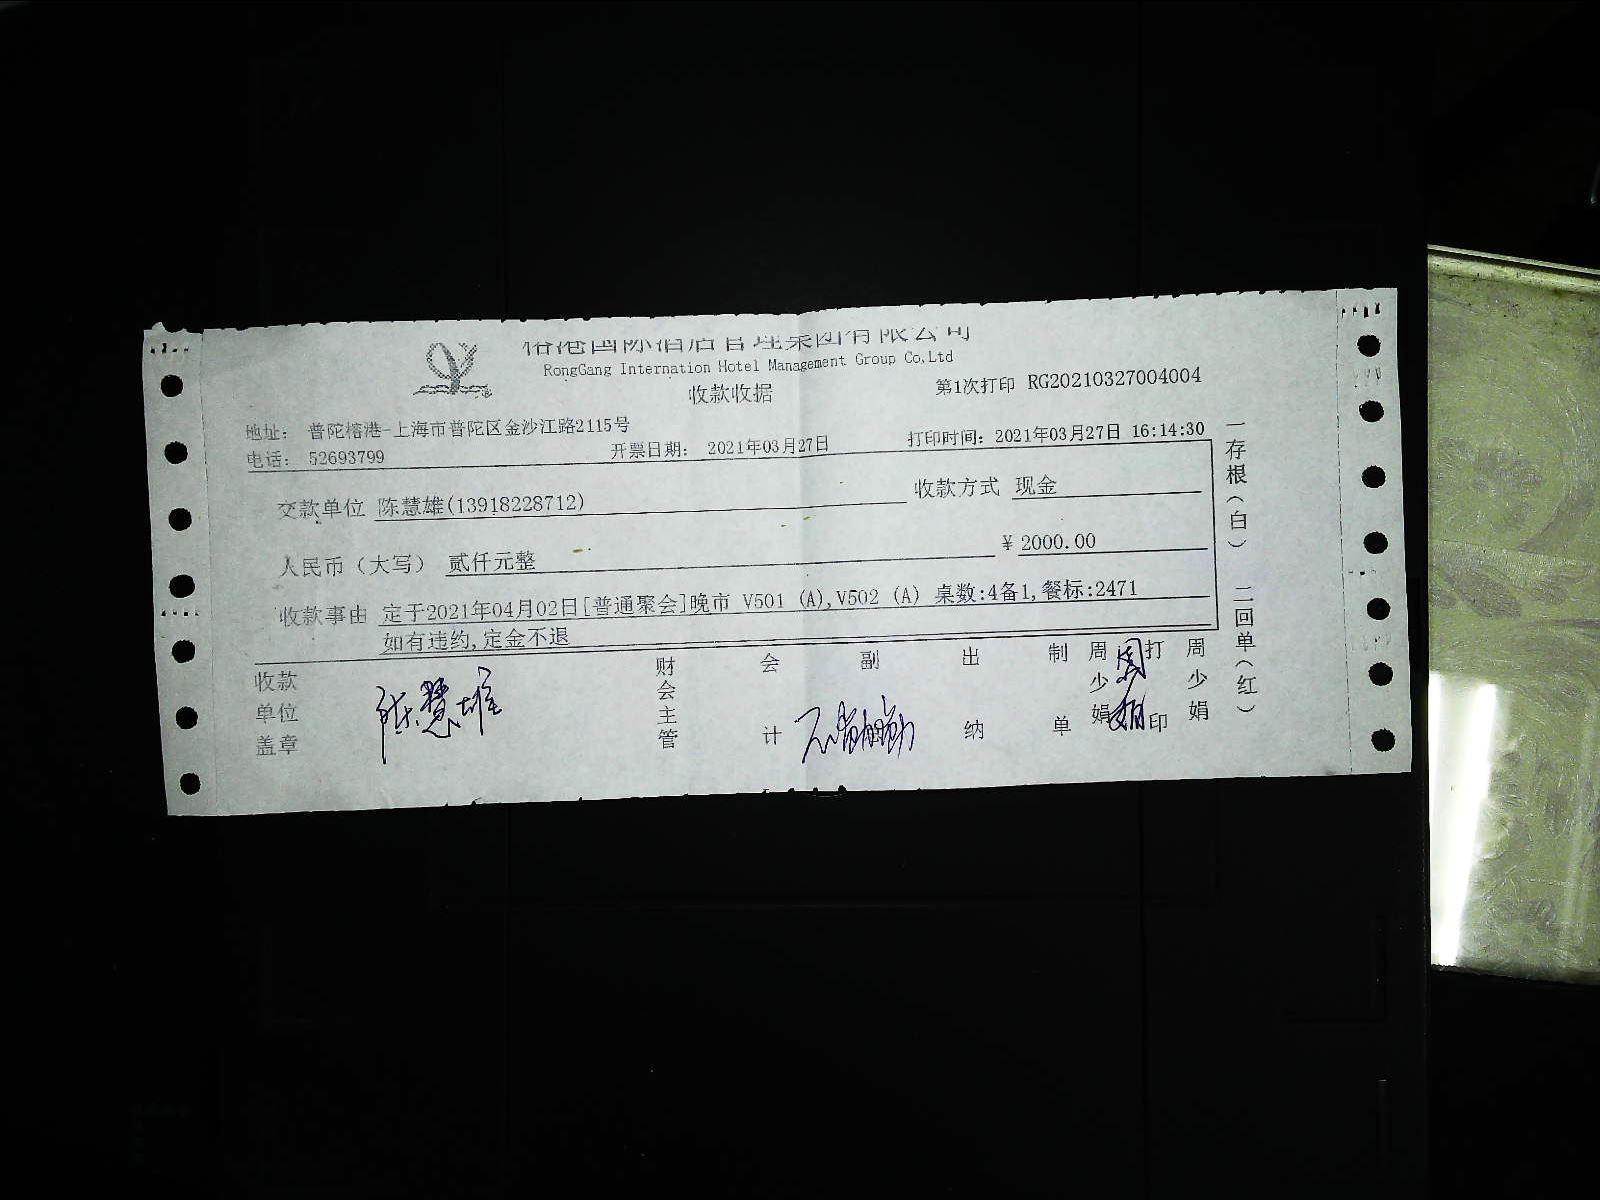 榕港国际酒店管理集团有限公司
RongGang Internation Hotel Management Group Co,Ltd
收款收据
第1次打印 RG20210327004004
地址： 普陀榕港-上海市普陀区金沙江路2115号
电话： 52693799
开票日期： 2021年03月27日
打印时间：2021年03月27日 16:14:30
交款单位 陈慧雄(13918228712)
收款方式 现金
人民币（大写） 贰仟元整
¥ 2000.00
收款事由 定于2021年04月02日[普通聚会]晚市 V501 (A),V502 (A) 桌数:4备1,餐标:2471
如有违约,定金不退
收款单位盖章
陈慧雄
财会主管
会计
副
出纳
制单
周少娟
周娟
打印
周少娟
一存根（白） 二回单（红）